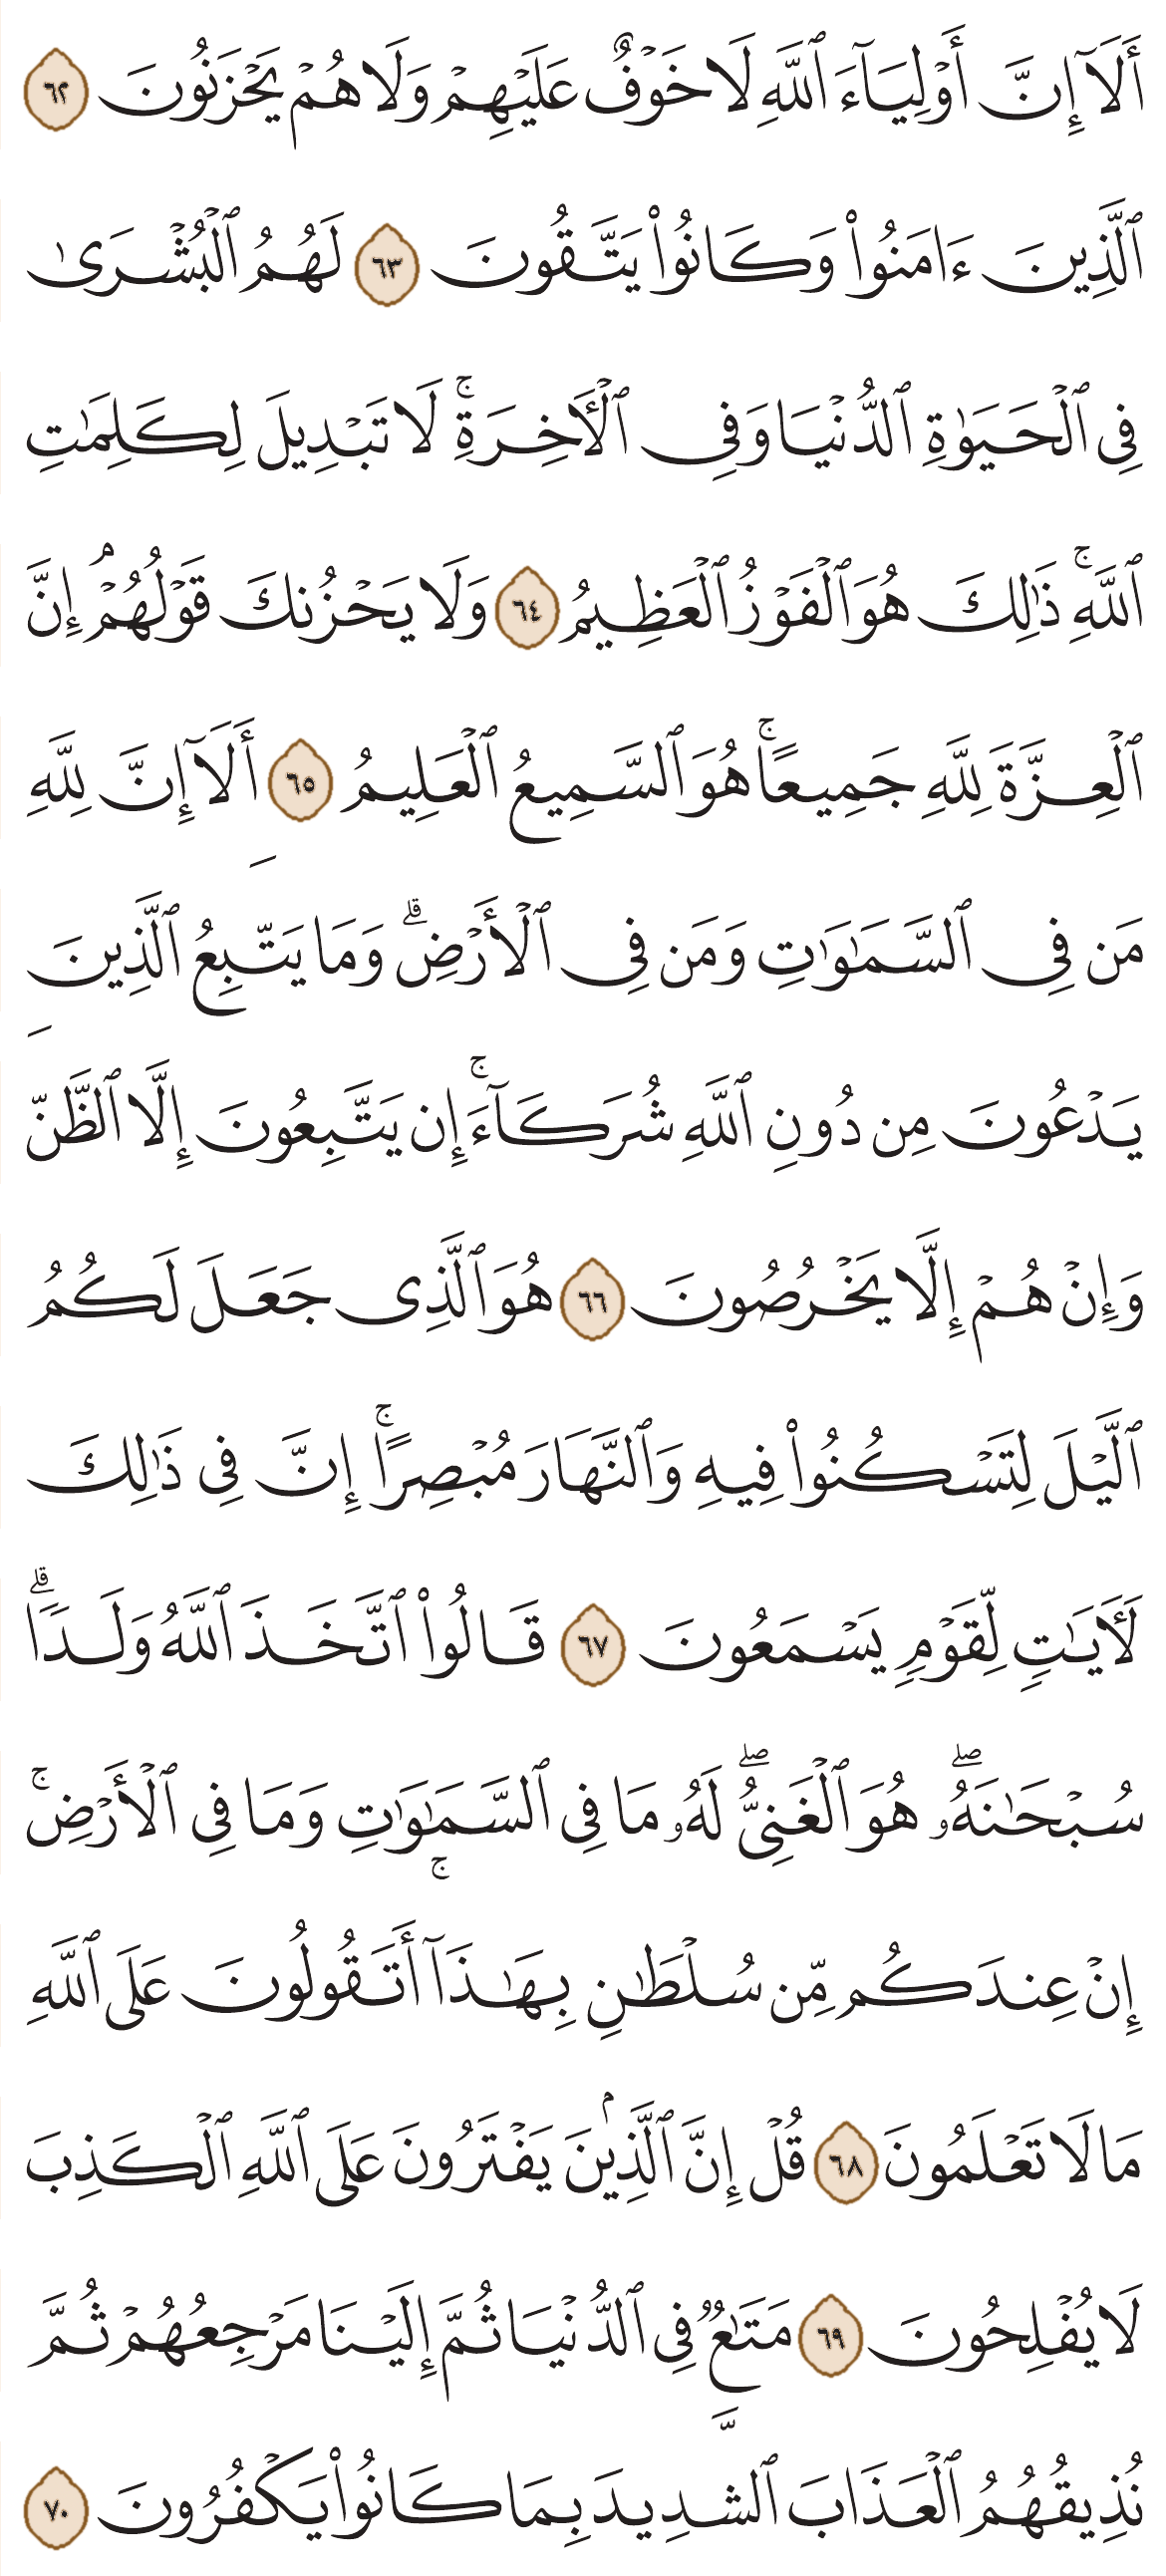 أَلَآ إِنَّ أَوْلِيَآءَ ٱللَّهِ لَا خَوْفٌ عَلَيْهِمْ وَلَا هُمْ يَحْزَنُونَ ٦٢
ٱلَّذِينَ ءَامَنُوا۟ وَكَانُوا۟ يَتَّقُونَ ٦٣ لَهُمُ ٱلْبُشْرَىٰ
فِى ٱلْحَيَوٰةِ ٱلدُّنْيَا وَفِى ٱلْأَخِرَةِ ۚ لَا تَبْدِيلَ لِكَلِمَٰتِ
ٱللَّهِ ۚ ذَٰلِكَ هُوَ ٱلْفَوْزُ ٱلْعَظِيمُ ٦٤ وَلَا يَحْزُنكَ قَوْلُهُمْ ۘ إِنَّ
ٱلْعِزَّةَ لِلَّهِ جَمِيعًا ۚ هُوَ ٱلسَّمِيعُ ٱلْعَلِيمُ ٦٥ أَلَآ إِنَّ لِلَّهِ
مَن فِى ٱلسَّمَٰوَٰتِ وَمَن فِى ٱلْأَرْضِ ۗ وَمَا يَتَّبِعُ ٱلَّذِينَ
يَدْعُونَ مِن دُونِ ٱللَّهِ شُرَكَآءَ ۚ إِن يَتَّبِعُونَ إِلَّا ٱلظَّنَّ
وَإِنْ هُمْ إِلَّا يَخْرُصُونَ ٦٦ هُوَ ٱلَّذِى جَعَلَ لَكُمُ
ٱلَّيْلَ لِتَسْكُنُوا۟ فِيهِ وَٱلنَّهَارَ مُبْصِرًا ۚ إِنَّ فِى ذَٰلِكَ
لَأَيَٰتٍ لِّقَوْمٍ يَسْمَعُونَ ٦٧ قَالُوا۟ ٱتَّخَذَ ٱللَّهُ وَلَدًا ۗ
سُبْحَٰنَهُۥ ۖ هُوَ ٱلْغَنِىُّ ۖ لَهُۥ مَا فِى ٱلسَّمَٰوَٰتِ وَمَا فِى ٱلْأَرْضِ ۚ
إِنْ عِندَكُم مِّن سُلْطَٰنٍ بِهَٰذَآ ۚ أَتَقُولُونَ عَلَى ٱللَّهِ
مَا لَا تَعْلَمُونَ ٦٨ قُلْ إِنَّ ٱلَّذِينَ يَفْتَرُونَ عَلَى ٱللَّهِ ٱلْكَذِبَ
لَا يُفْلِحُونَ ٦٩ مَتَٰعٌ فِى ٱلدُّنْيَا ثُمَّ إِلَيْنَا مَرْجِعُهُمْ ثُمَّ
نُذِيقُهُمُ ٱلْعَذَابَ ٱلشَّدِيدَ بِمَا كَانُوا۟ يَكْفُرُونَ ٧٠